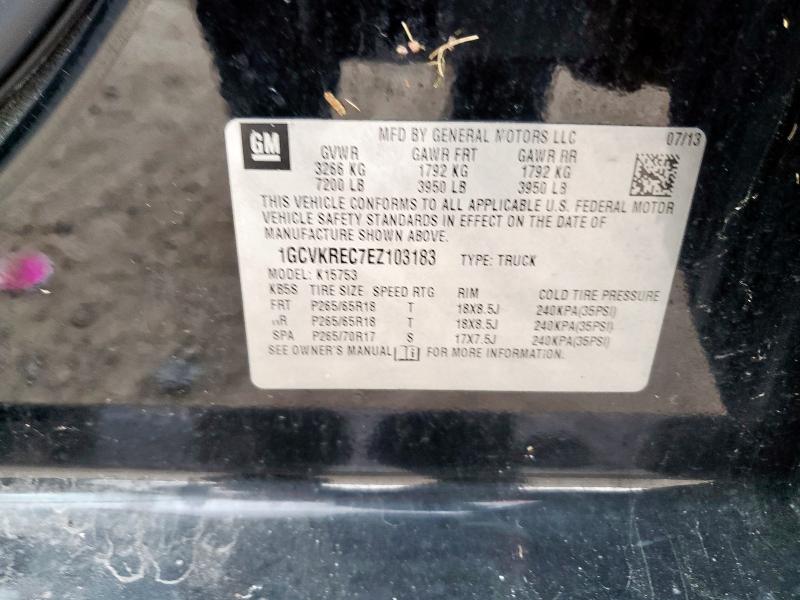 GM
MFD BY GENERAL MOTORS LLC 07/13
GVWR GAWR FRT GAWR RR
3266 KG 1792 KG 1792 KG
7200 LB 3950 LB 3950 LB
THIS VEHICLE CONFORMS TO ALL APPLICABLE U.S. FEDERAL MOTOR
VEHICLE SAFETY STANDARDS IN EFFECT ON THE DATE OF
MANUFACTURE SHOWN ABOVE.
1GCVKREC7EZ103183 TYPE: TRUCK
MODEL: K15753
KB5S TIRE SIZE SPEED RTG RIM COLD TIRE PRESSURE
FRT P265/65R18 T 18X8.5J 240KPA(35PSI)
RR P265/65R18 T 18X8.5J 240KPA(35PSI)
SPA P265/70R17 S 17X7.5J 240KPA(35PSI)
SEE OWNER'S MANUAL FOR MORE INFORMATION.